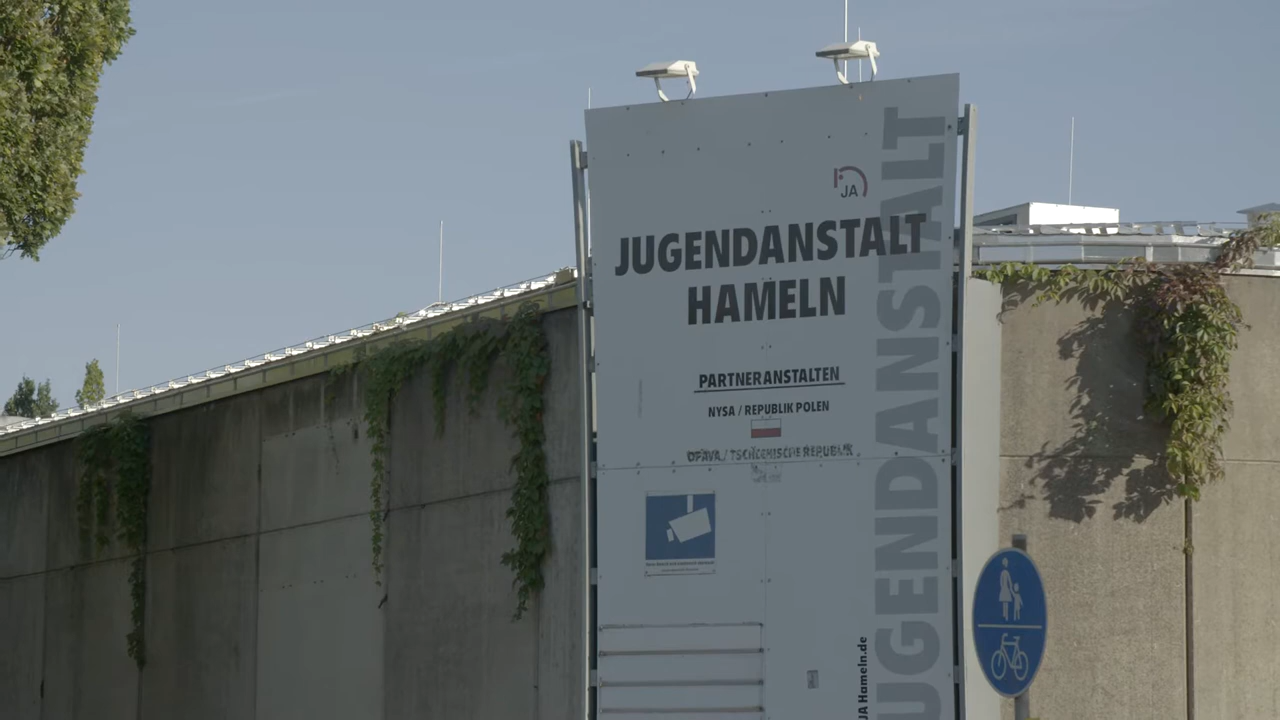 JA
JUGENDANSTALT
HAMELN
PARTNERANSTALTEN
NYSA / REPUBLIK POLEN
OPAVA / TSCHECHISCHE REPUBLIK
JUGENDANSTALT
JA Hameln.de